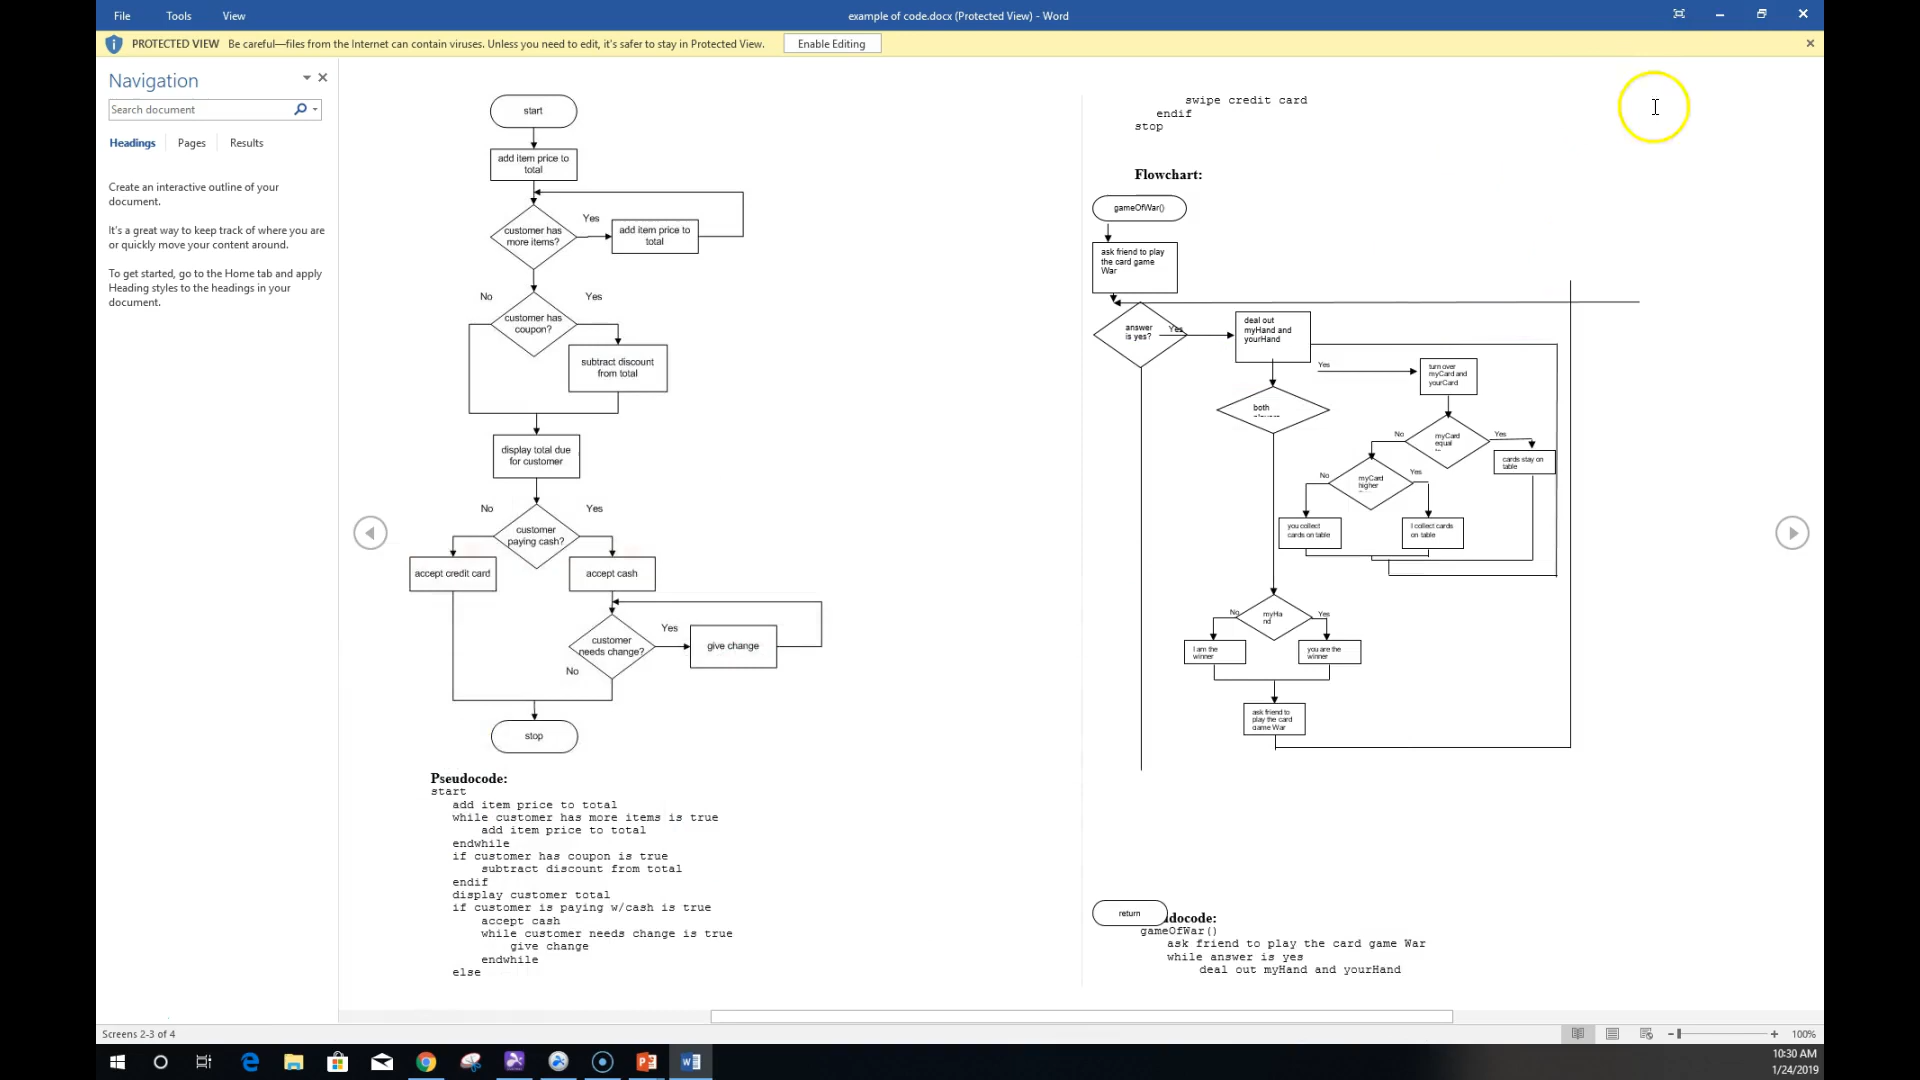 File
Tools
View
example of code.docx (Protected View) - Word
PROTECTED VIEW Be careful—files from the Internet can contain viruses. Unless you need to edit, it's safer to stay in Protected View.
Enable Editing
Navigation
Search document
Headings
Pages
Results
Create an interactive outline of your
document.
It's a great way to keep track of where you are
or quickly move your content around.
To get started, go to the Home tab and apply
Heading styles to the headings in your
document.
start
add item price to
total
customer has
more items?
Yes
add item price to
total
No
Yes
customer has
coupon?
subtract discount
from total
display total due
for customer
No
Yes
customer
paying cash?
accept credit card
accept cash
customer
needs change?
Yes
give change
No
stop
Pseudocode:
start
add item price to total
while customer has more items is true
add item price to total
endwhile
if customer has coupon is true
subtract discount from total
endif
display customer total
if customer is paying w/cash is true
accept cash
while customer needs change is true
give change
endwhile
else
swipe credit card
endif
stop
Flowchart:
gameOfWar()
ask friend to play
the card game
War
answer
is yes?
Yes
deal out
myHand and
yourHand
Yes
turn over
myCard and
yourCard
both
No
myCard
equal
Yes
cards stay on
table
No
myCard
higher
Yes
you collect
cards on table
I collect cards
on table
No
myHa
nd
Yes
I am the
winner
you are the
winner
ask friend to
play the card
game War
return
docode:
gameOfWar()
ask friend to play the card game War
while answer is yes
deal out myHand and yourHand
Screens 2-3 of 4
100%
10:30 AM
1/24/2019